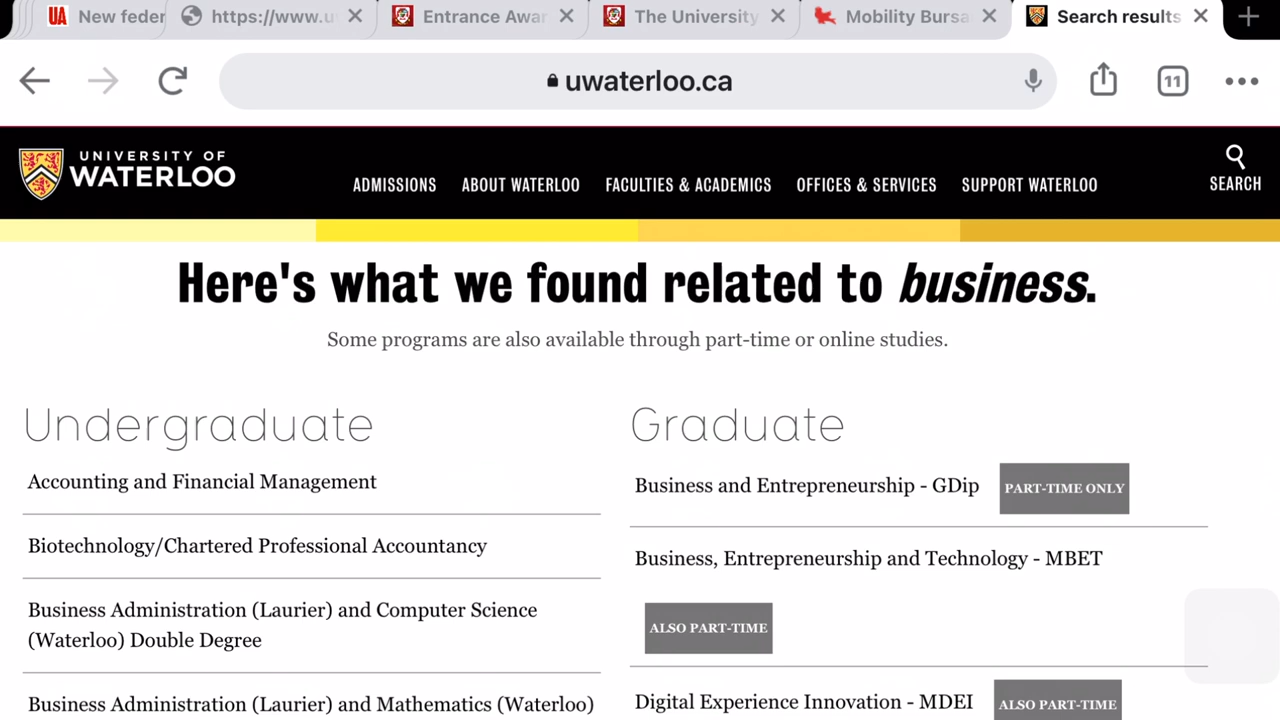 UA New feder
https://www.u
Entrance Awar
The University
Mobility Bursa
Search results
uwaterloo.ca
11
UNIVERSITY OF
WATERLOO
ADMISSIONS
ABOUT WATERLOO
FACULTIES & ACADEMICS
OFFICES & SERVICES
SUPPORT WATERLOO
SEARCH
Here's what we found related to business.
Some programs are also available through part-time or online studies.
Undergraduate
Accounting and Financial Management
Biotechnology/Chartered Professional Accountancy
Business Administration (Laurier) and Computer Science
(Waterloo) Double Degree
Business Administration (Laurier) and Mathematics (Waterloo)
Graduate
Business and Entrepreneurship - GDip
PART-TIME ONLY
Business, Entrepreneurship and Technology - MBET
ALSO PART-TIME
Digital Experience Innovation - MDEI
ALSO PART-TIME